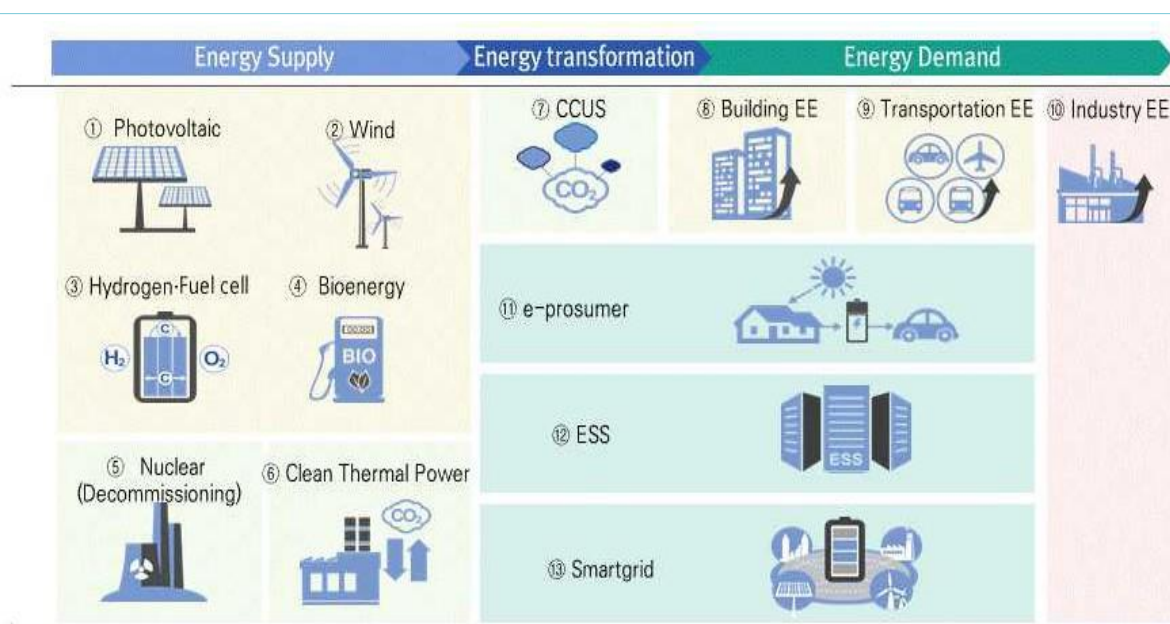 Energy Supply
Energy transformation
Energy Demand
① Photovoltaic
② Wind
③ Hydrogen·Fuel cell
H₂
C
C
O₂
④ Bioenergy
00:00
BIO
⑤ Nuclear
(Decommissioning)
⑥ Clean Thermal Power
CO₂
⑦ CCUS
CO₂
⑧ Building EE
⑨ Transportation EE
⑩ Industry EE
⑪ e-prosumer
⑫ ESS
ESS
⑬ Smartgrid